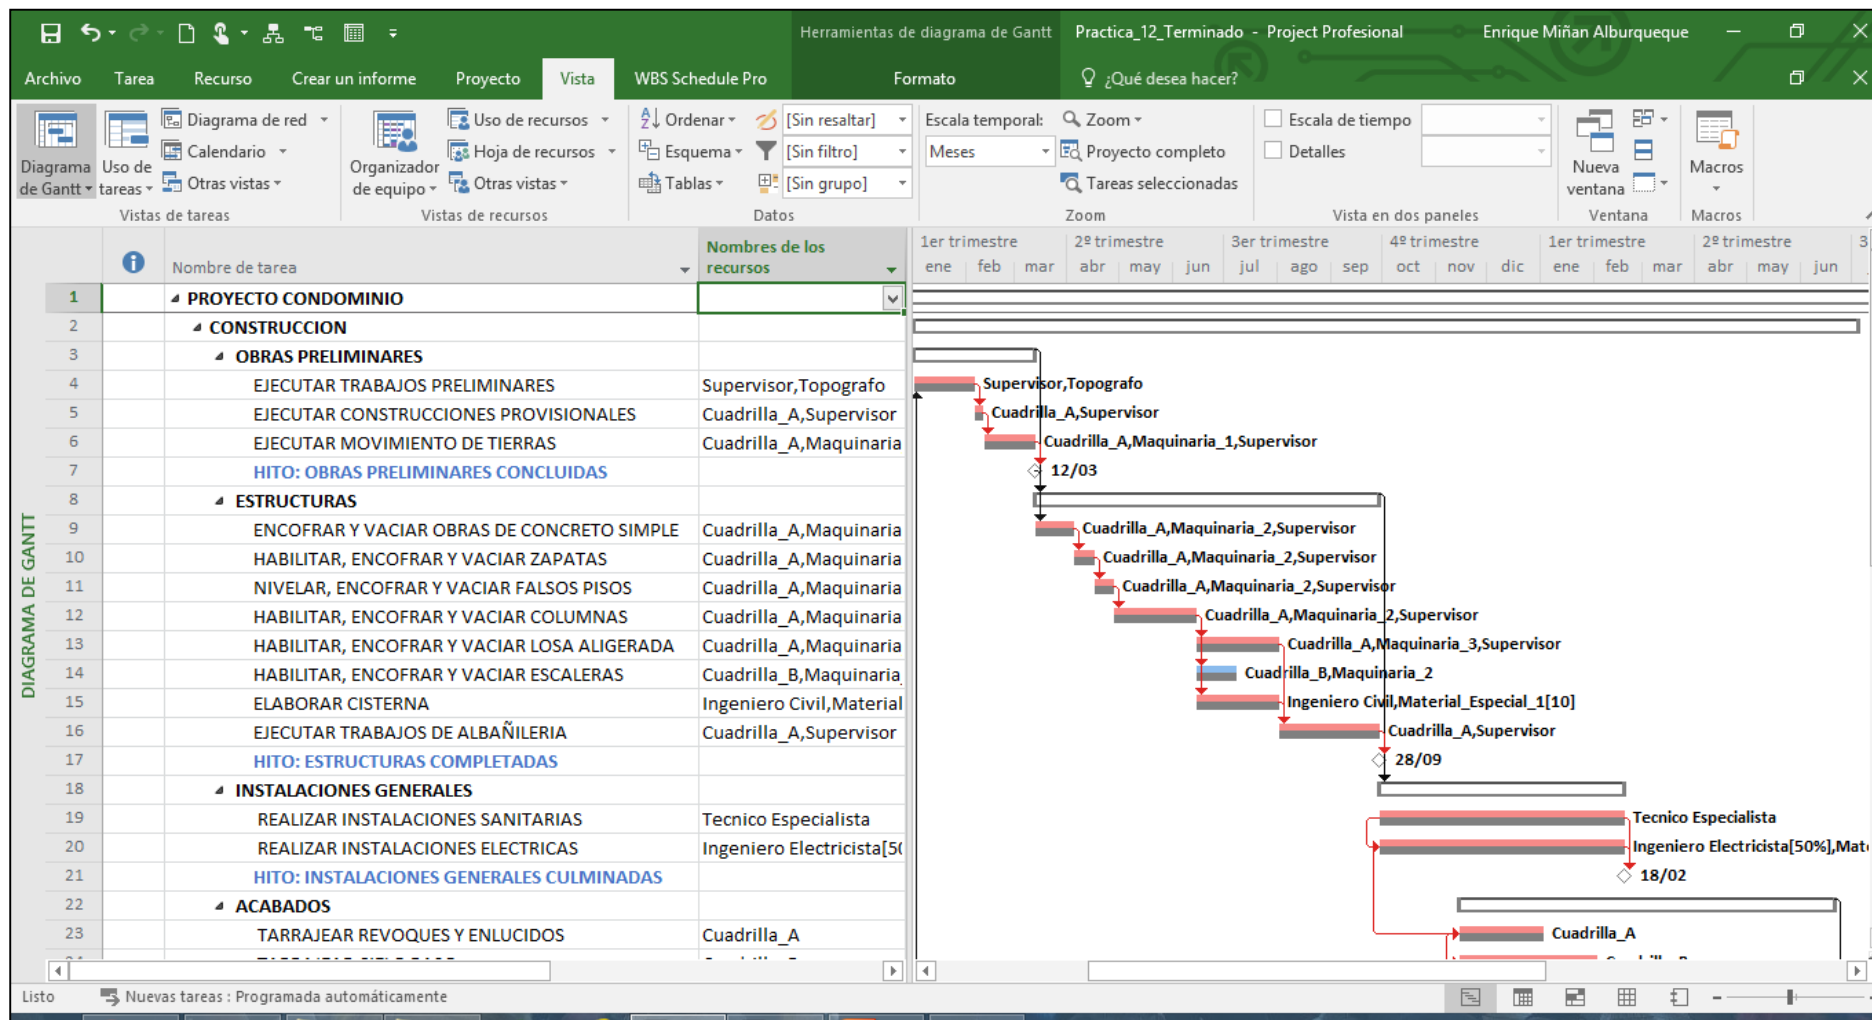 Herramientas de diagrama de Gantt Practica_12_Terminado - Project Profesional Enrique Miñan Alburqueque
Archivo Tarea Recurso Crear un informe Proyecto Vista WBS Schedule Pro Formato ¿Qué desea hacer?
Diagrama de red Uso de recursos Ordenar [Sin resaltar] Escala temporal: Zoom Escala de tiempo
Calendario Hoja de recursos Esquema [Sin filtro] Meses Proyecto completo Detalles
Diagrama de Gantt Uso de tareas Otras vistas Organizador de equipo Otras vistas Tablas [Sin grupo] Tareas seleccionadas Nueva ventana Macros
Vistas de tareas Vistas de recursos Datos Zoom Vista en dos paneles Ventana Macros
1er trimestre 2º trimestre 3er trimestre 4º trimestre 1er trimestre 2º trimestre 3
Nombre de tarea Nombres de los recursos ene feb mar abr may jun jul ago sep oct nov dic ene feb mar abr may jun
DIAGRAMA DE GANTT
1 PROYECTO CONDOMINIO
2 CONSTRUCCION
3 OBRAS PRELIMINARES
4 EJECUTAR TRABAJOS PRELIMINARES Supervisor,Topografo Supervisor,Topografo
5 EJECUTAR CONSTRUCCIONES PROVISIONALES Cuadrilla_A,Supervisor Cuadrilla_A,Supervisor
6 EJECUTAR MOVIMIENTO DE TIERRAS Cuadrilla_A,Maquinaria Cuadrilla_A,Maquinaria_1,Supervisor
7 HITO: OBRAS PRELIMINARES CONCLUIDAS 12/03
8 ESTRUCTURAS
9 ENCOFRAR Y VACIAR OBRAS DE CONCRETO SIMPLE Cuadrilla_A,Maquinaria Cuadrilla_A,Maquinaria_2,Supervisor
10 HABILITAR, ENCOFRAR Y VACIAR ZAPATAS Cuadrilla_A,Maquinaria Cuadrilla_A,Maquinaria_2,Supervisor
11 NIVELAR, ENCOFRAR Y VACIAR FALSOS PISOS Cuadrilla_A,Maquinaria Cuadrilla_A,Maquinaria_2,Supervisor
12 HABILITAR, ENCOFRAR Y VACIAR COLUMNAS Cuadrilla_A,Maquinaria Cuadrilla_A,Maquinaria_2,Supervisor
13 HABILITAR, ENCOFRAR Y VACIAR LOSA ALIGERADA Cuadrilla_A,Maquinaria Cuadrilla_A,Maquinaria_3,Supervisor
14 HABILITAR, ENCOFRAR Y VACIAR ESCALERAS Cuadrilla_B,Maquinaria_ Cuadrilla_B,Maquinaria_2
15 ELABORAR CISTERNA Ingeniero Civil,Material Ingeniero Civil,Material_Especial_1[10]
16 EJECUTAR TRABAJOS DE ALBAÑILERIA Cuadrilla_A,Supervisor Cuadrilla_A,Supervisor
17 HITO: ESTRUCTURAS COMPLETADAS 28/09
18 INSTALACIONES GENERALES
19 REALIZAR INSTALACIONES SANITARIAS Tecnico Especialista Tecnico Especialista
20 REALIZAR INSTALACIONES ELECTRICAS Ingeniero Electricista[50 Ingeniero Electricista[50%],Mat
21 HITO: INSTALACIONES GENERALES CULMINADAS 18/02
22 ACABADOS
23 TARRAJEAR REVOQUES Y ENLUCIDOS Cuadrilla_A Cuadrilla_A
Listo Nuevas tareas : Programada automáticamente